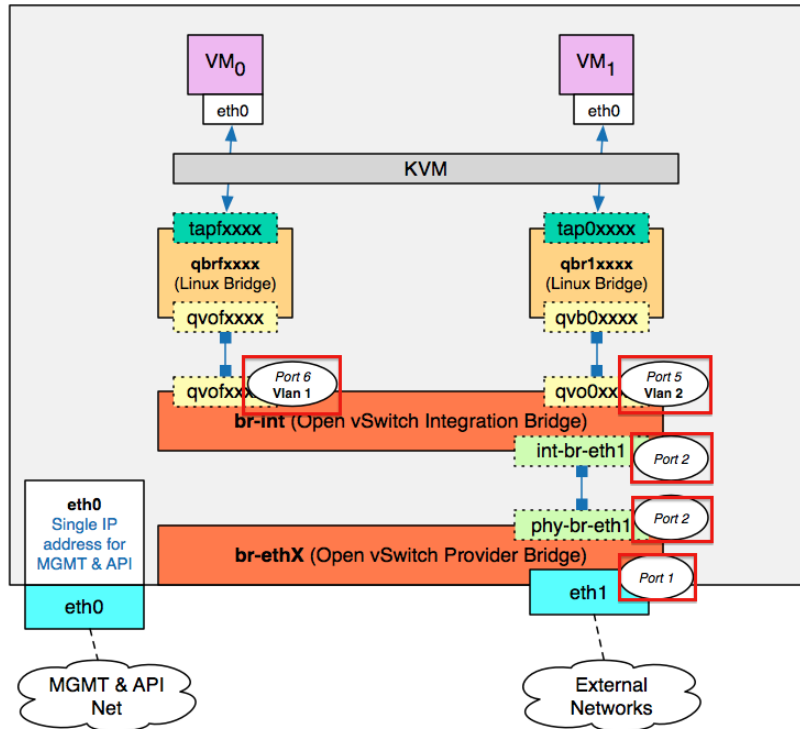 VM0
VM1
eth0
eth0
KVM
tapfxxxx
tap0xxxx
qbrfxxxx
(Linux Bridge)
qbr1xxxx
(Linux Bridge)
qvofxxxx
qvb0xxxx
qvofxxx
Port 6
Vlan 1
qvo0xx
Port 5
Vlan 2
br-int (Open vSwitch Integration Bridge)
int-br-eth1
Port 2
eth0
Single IP
address for
MGMT & API
phy-br-eth1
Port 2
br-ethX (Open vSwitch Provider Bridge)
eth0
eth1
Port 1
MGMT & API
Net
External
Networks